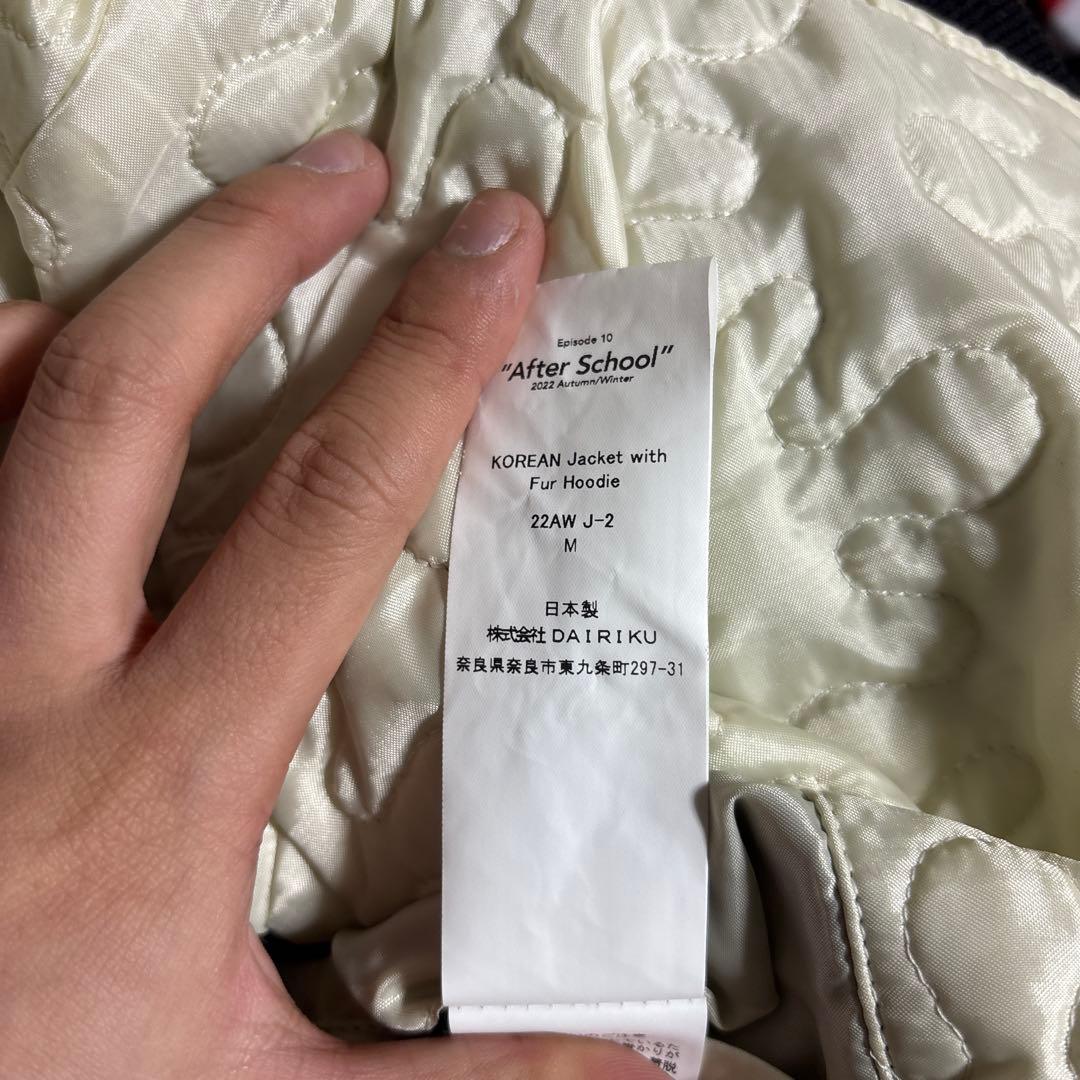 Episode 10
"After School"
2022 Autumn/Winter
KOREAN Jacket with
Fur Hoodie
22AW J-2
M
日本製
株式会社 DAIRIKU
奈良県奈良市東九条町297-31